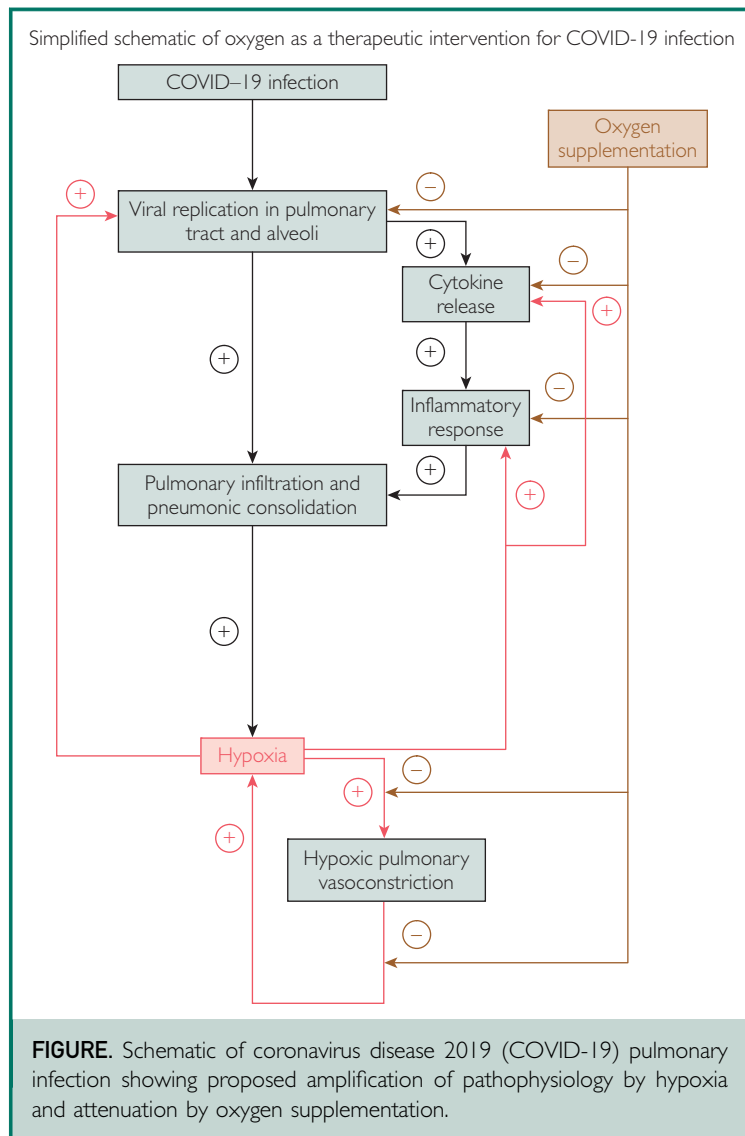 Simplified schematic of oxygen as a therapeutic intervention for COVID-19 infection
COVID–19 infection
Oxygen
supplementation
+
−
Viral replication in pulmonary
tract and alveoli
+
−
Cytokine
release
+
+
+
−
Inflammatory
response
+
Pulmonary infiltration and
pneumonic consolidation
+
+
Hypoxia
−
+
+
Hypoxic pulmonary
vasoconstriction
−
FIGURE. Schematic of coronavirus disease 2019 (COVID-19) pulmonary
infection showing proposed amplification of pathophysiology by hypoxia
and attenuation by oxygen supplementation.